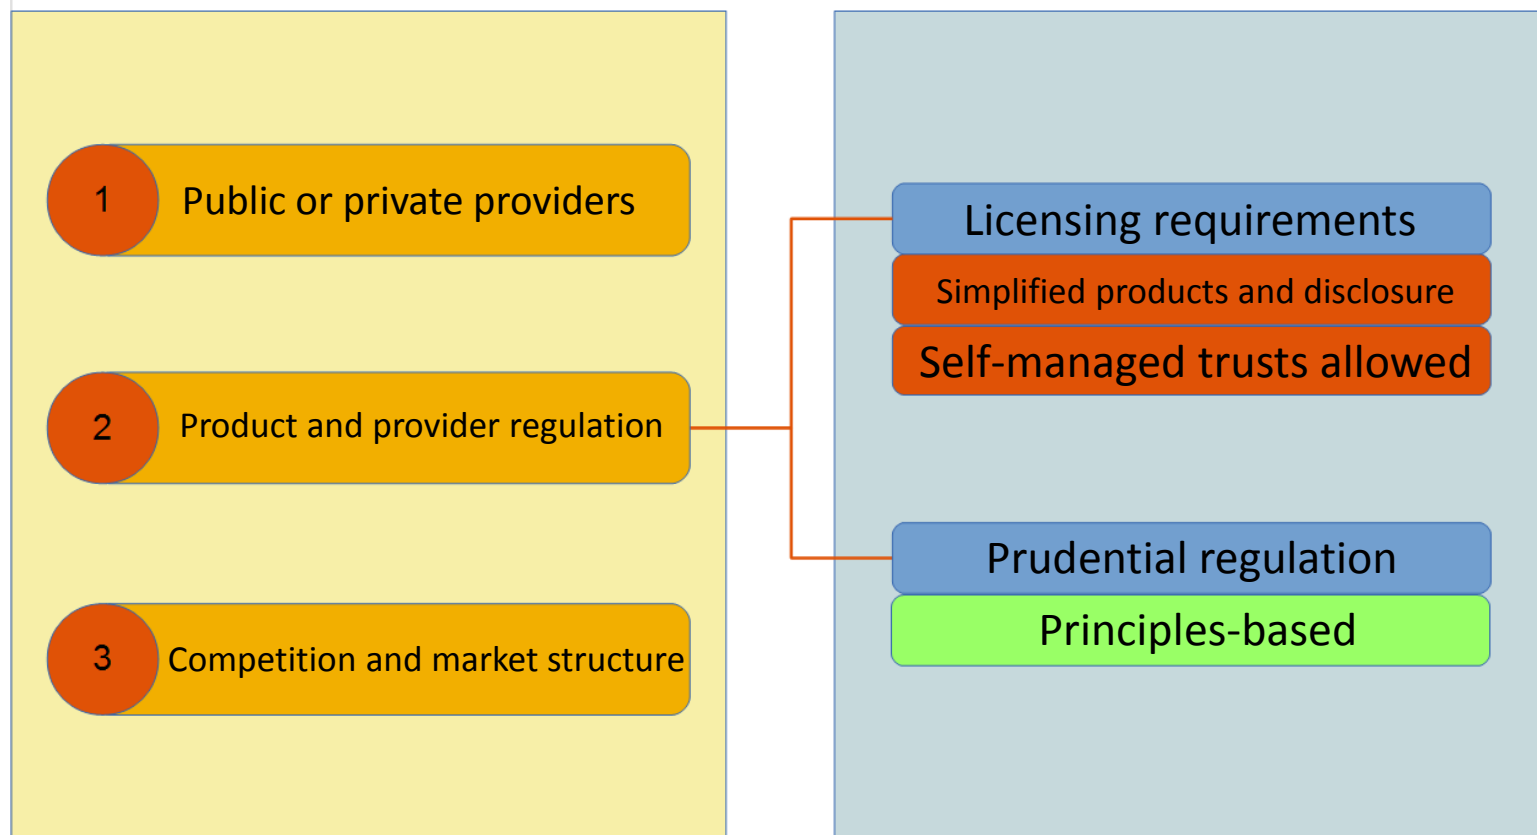 1
Public or private providers
2
Product and provider regulation
3
Competition and market structure
Licensing requirements
Simplified products and disclosure
Self-managed trusts allowed
Prudential regulation
Principles-based